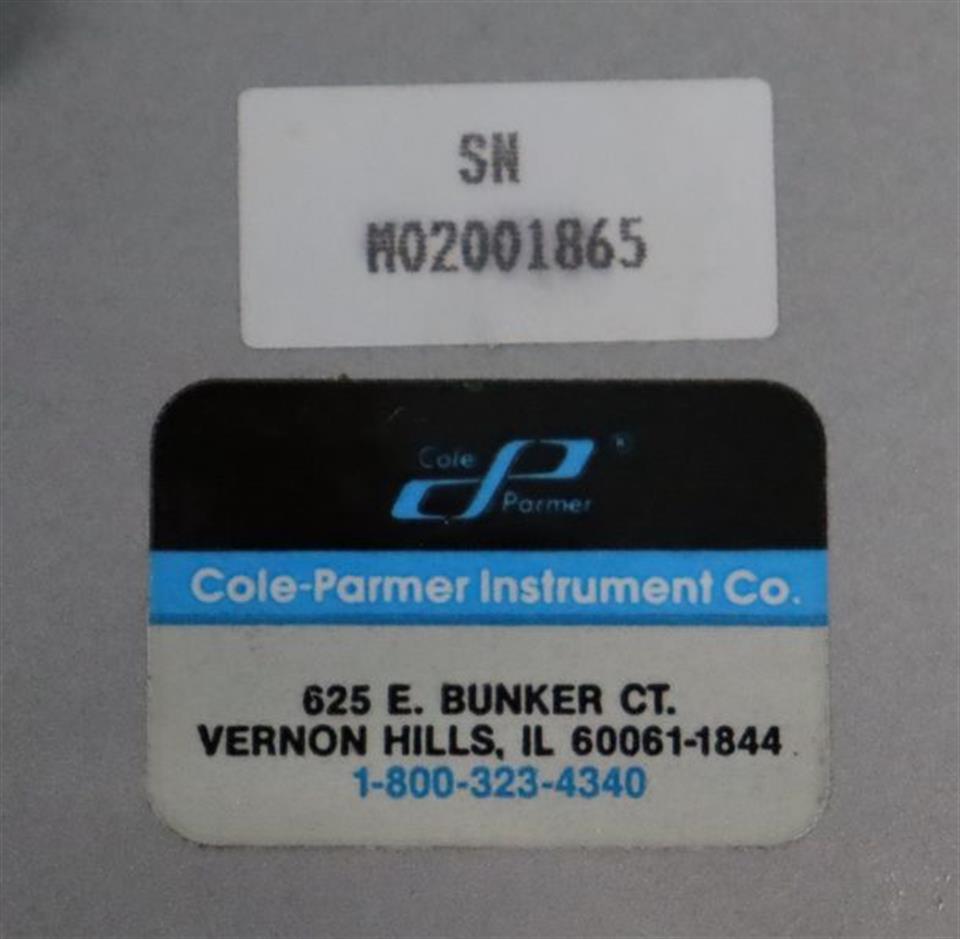 SN
M02001865
Cole
Parmer ®
Cole-Parmer Instrument Co.
625 E. BUNKER CT.
VERNON HILLS, IL 60061-1844
1-800-323-4340